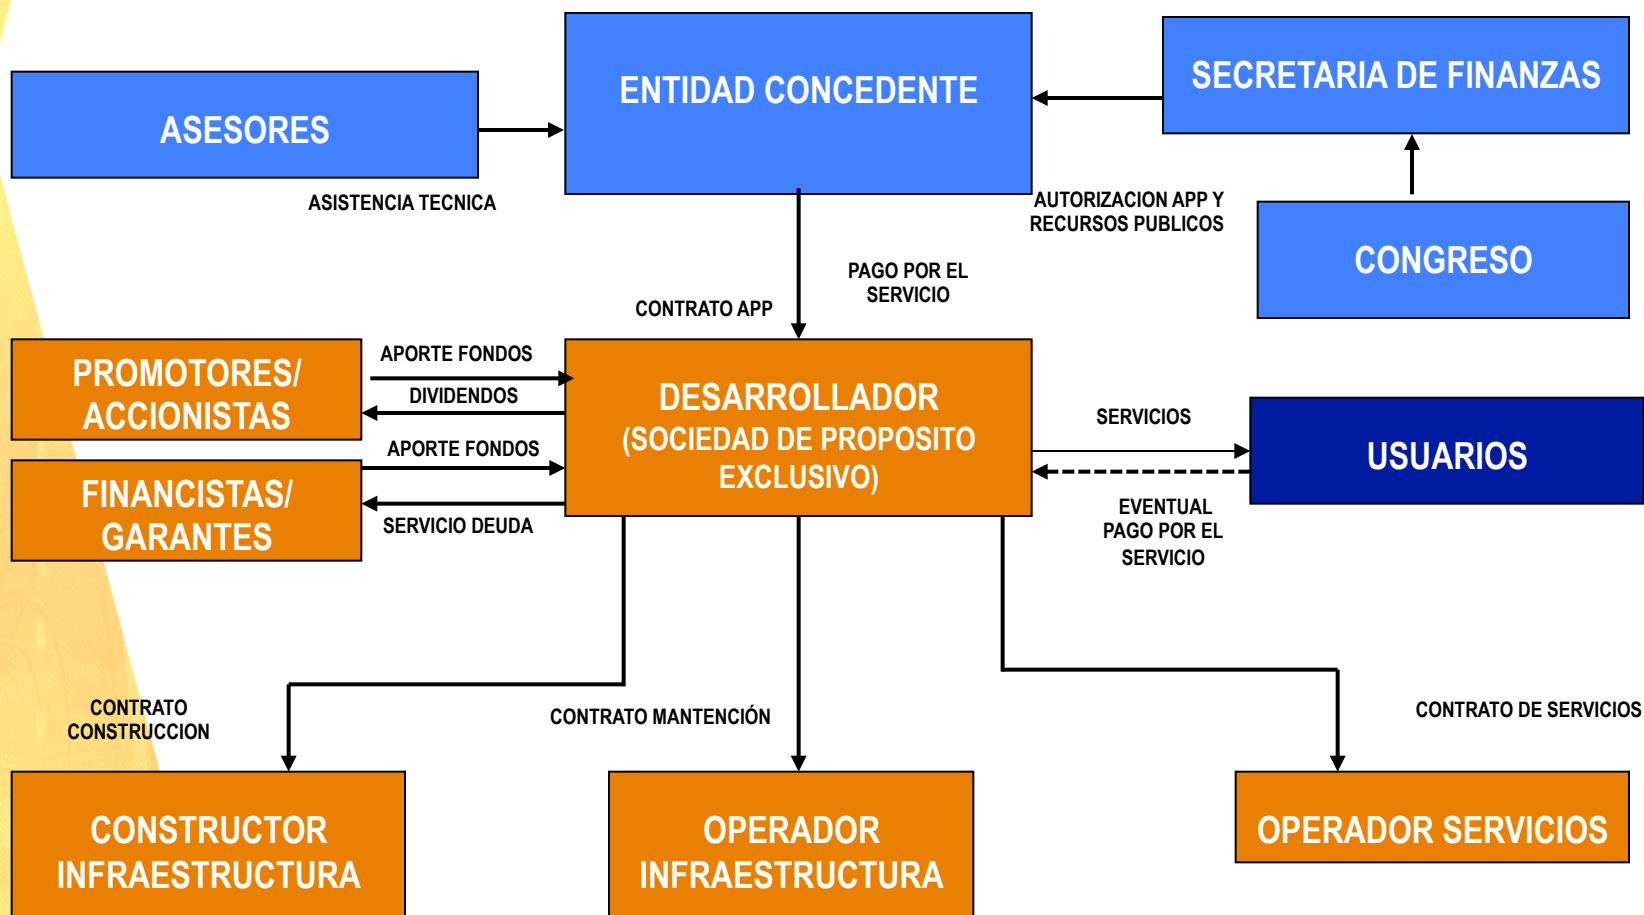 ENTIDAD CONCEDENTE
SECRETARIA DE FINANZAS
ASESORES
ASISTENCIA TECNICA
AUTORIZACION APP Y
RECURSOS PUBLICOS
CONGRESO
PAGO POR EL
SERVICIO
CONTRATO APP
PROMOTORES/
ACCIONISTAS
APORTE FONDOS
DIVIDENDOS
DESARROLLADOR
(SOCIEDAD DE PROPOSITO
EXCLUSIVO)
SERVICIOS
USUARIOS
APORTE FONDOS
FINANCISTAS/
GARANTES
SERVICIO DEUDA
EVENTUAL
PAGO POR EL
SERVICIO
CONTRATO
CONSTRUCCION
CONTRATO MANTENCIÓN
CONTRATO DE SERVICIOS
CONSTRUCTOR
INFRAESTRUCTURA
OPERADOR
INFRAESTRUCTURA
OPERADOR SERVICIOS